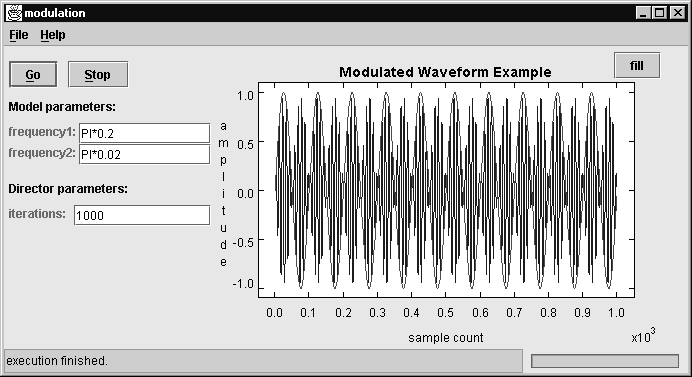 modulation
File Help
Go Stop
fill
Modulated Waveform Example
Model parameters:
frequency1: PI*0.2
frequency2: PI*0.02
Director parameters:
iterations: 1000
amplitude
1.0
0.5
0.0
-0.5
-1.0
0.0 0.1 0.2 0.3 0.4 0.5 0.6 0.7 0.8 0.9 1.0
sample count
x10³
execution finished.